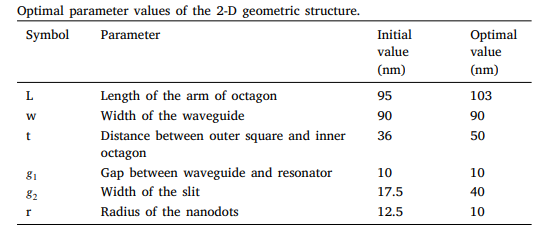 Optimal parameter values of the 2-D geometric structure.
Symbol Parameter Initial Optimal
value value
(nm) (nm)
L Length of the arm of octagon 95 103
w Width of the waveguide 90 90
t Distance between outer square and inner 36 50
octagon
g₁ Gap between waveguide and resonator 10 10
g₂ Width of the slit 17.5 40
r Radius of the nanodots 12.5 10